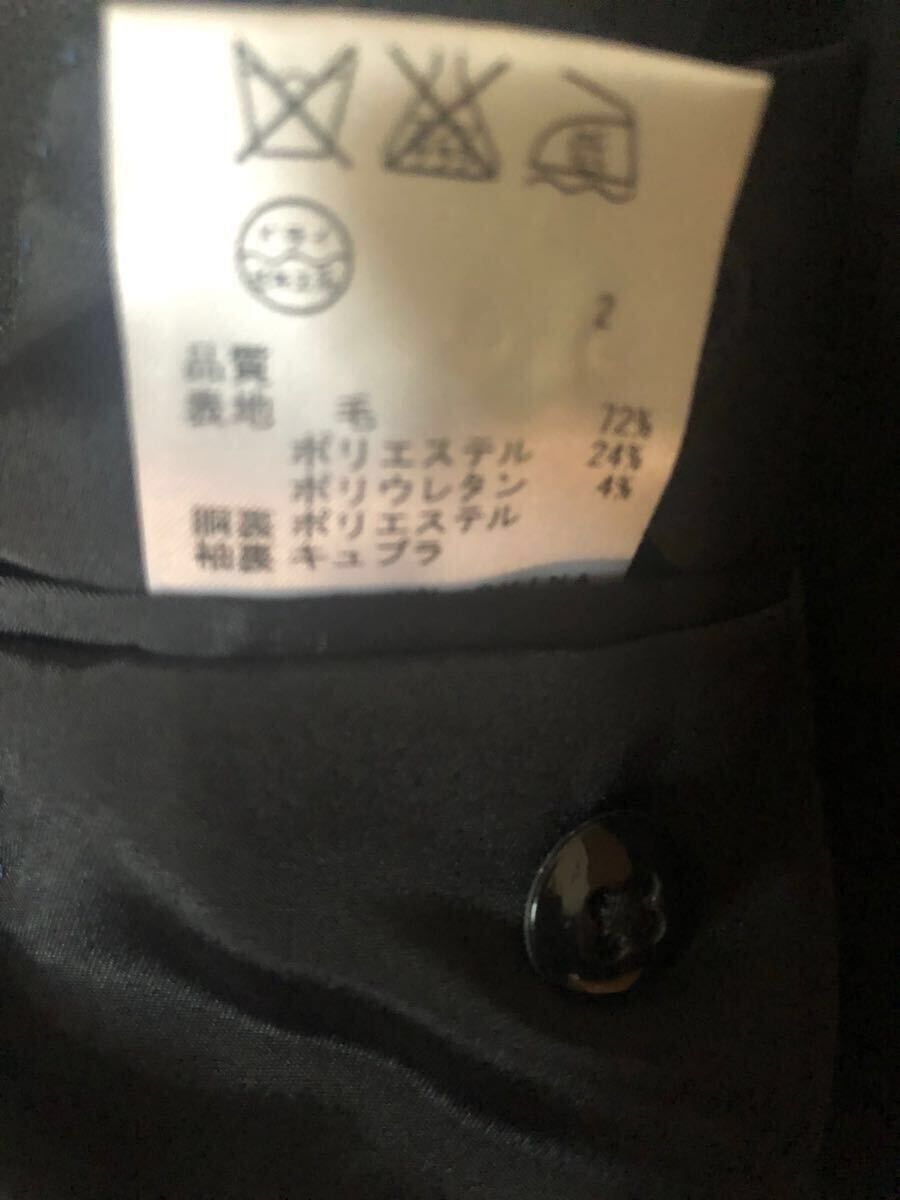 ドライ
セキユ系
2
品質
表地 毛 72%
ポリエステル 24%
ポリウレタン 4%
胴裏 ポリエステル
袖裏 キュプラ